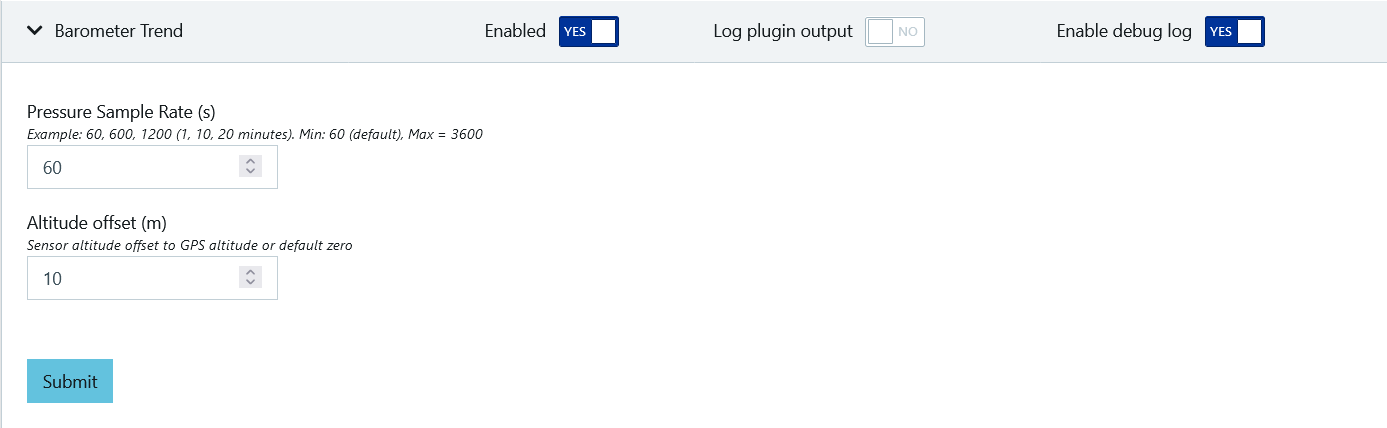 Barometer Trend Enabled YES Log plugin output NO Enable debug log YES
Pressure Sample Rate (s)
Example: 60, 600, 1200 (1, 10, 20 minutes). Min: 60 (default), Max = 3600
60
Altitude offset (m)
Sensor altitude offset to GPS altitude or default zero
10
Submit